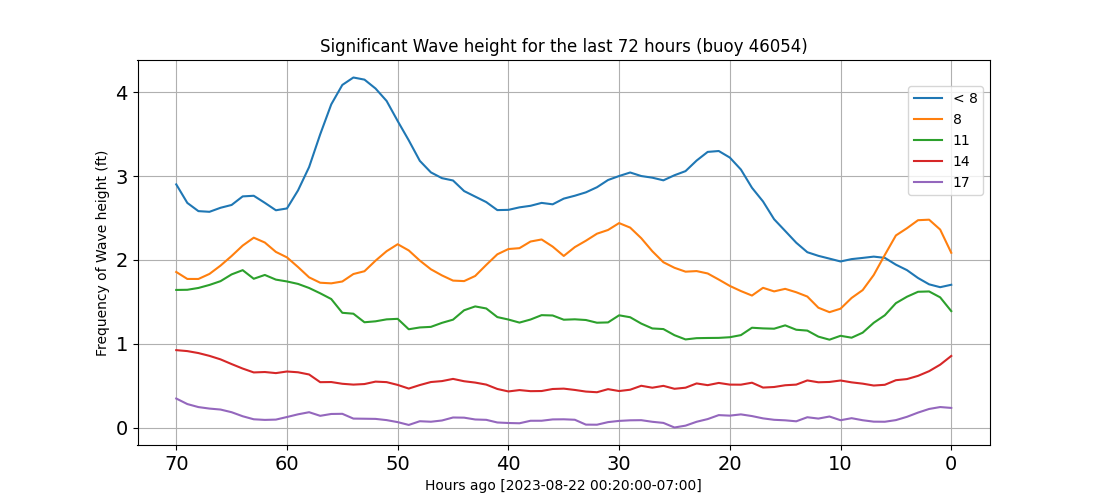 Significant Wave height for the last 72 hours (buoy 46054)
Frequency of Wave height (ft)
4
3
2
1
0
< 8
8
11
14
17
70 60 50 40 30 20 10 0
Hours ago [2023-08-22 00:20:00-07:00]